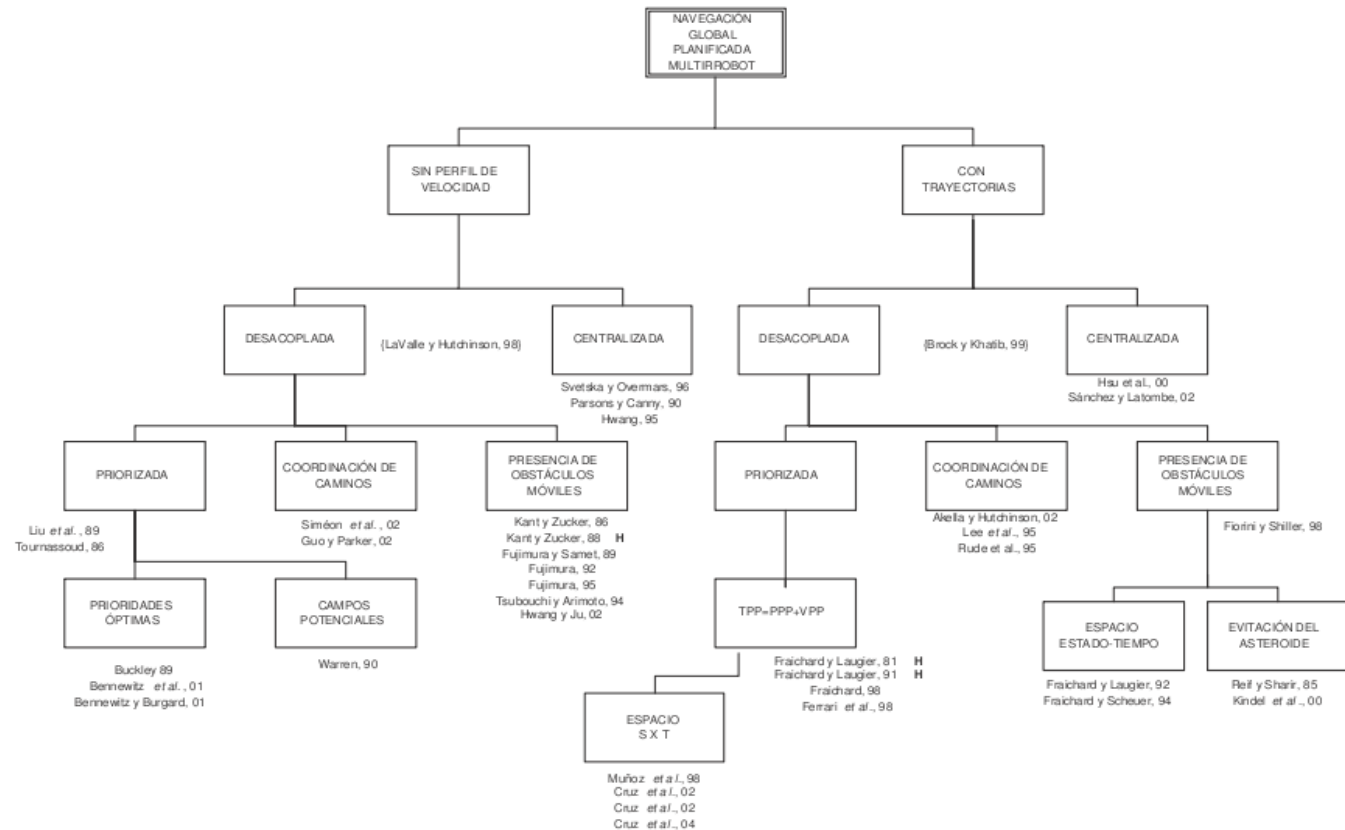 NAVEGACIÓN
GLOBAL
PLANIFICADA
MULTIRROBOT
SIN PERFIL DE
VELOCIDAD
CON
TRAYECTORIAS
DESACOPLADA
{LaValle y Hutchinson, 98}
CENTRALIZADA
Svetska y Overmars, 96
Parsons y Canny, 90
Hwang, 95
DESACOPLADA
{Brock y Khatib, 99}
CENTRALIZADA
Hsu et al., 00
Sánchez y Latombe, 02
PRIORIZADA
Liu et al., 89
Tournassoud, 86
COORDINACIÓN DE
CAMINOS
Siméon et al., 02
Guo y Parker, 02
PRESENCIA DE
OBSTÁCULOS
MÓVILES
Kant y Zucker, 86
Kant y Zucker, 88 H
Fujimura y Samet, 89
Fujimura, 92
Fujimura, 95
Tsubouchi y Arimoto, 94
Hwang y Ju, 02
PRIORIZADA
COORDINACIÓN DE
CAMINOS
Akella y Hutchinson, 02
Lee et al., 95
Rude et al., 95
PRESENCIA DE
OBSTÁCULOS
MÓVILES
Fiorini y Shiller, 98
PRIORIDADES
ÓPTIMAS
Buckley 89
Bennewitz et al., 01
Bennewitz y Burgard, 01
CAMPOS
POTENCIALES
Warren, 90
TPP=PPP+VPP
Fraichard y Laugier, 81 H
Fraichard y Laugier, 91 H
Fraichard, 98
Ferrari et al., 98
ESPACIO
ESTADO-TIEMPO
Fraichard y Laugier, 92
Fraichard y Scheuer, 94
EVITACIÓN DEL
ASTEROIDE
Reif y Sharir, 85
Kindel et al., 00
ESPACIO
S X T
Muñoz et al., 98
Cruz et al., 02
Cruz et al., 02
Cruz et al., 04